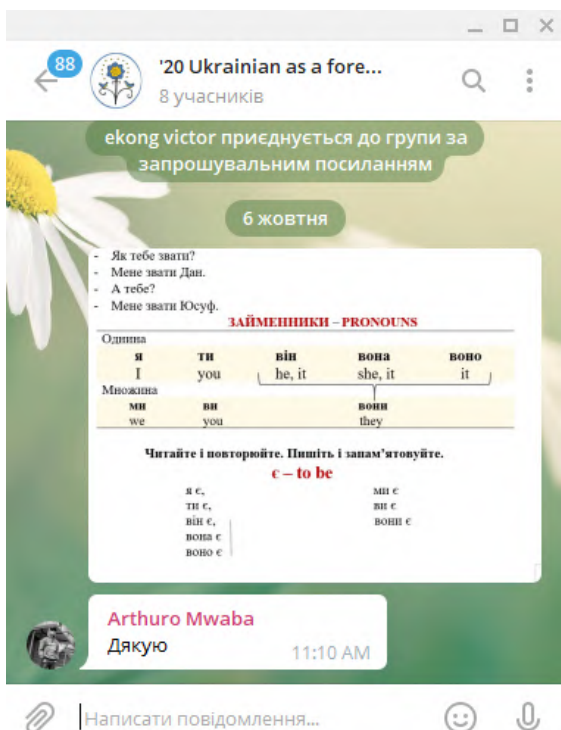 88
'20 Ukrainian as a fore...
8 учасників
ekong victor приєднується до групи за
запрошувальним посиланням
6 жовтня
- Як тебе звати?
- Мене звати Дан.
- А тебе?
- Мене звати Юсуф.
ЗАЙМЕННИКИ – PRONOUNS
Однина
я ти він вона воно
I you he, it she, it it
Множина
ми ви вони
we you they
Читайте і повторюйте. Пишіть і запам’ятовуйте.
є – to be
я є, ми є
ти є, ви є
він є, вони є
вона є
воно є
Arthuro Mwaba
Дякую
11:10 AM
Написати повідомлення...